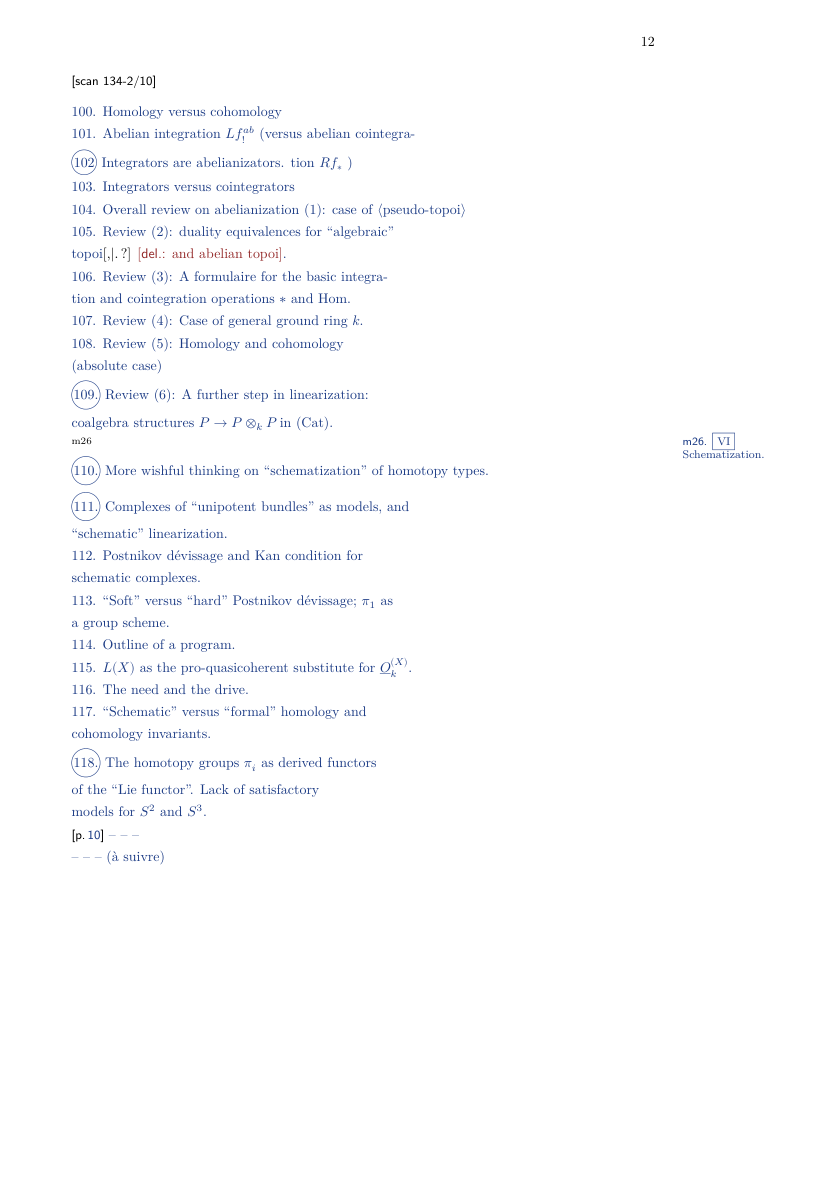 12
[scan 134-2/10]
100. Homology versus cohomology
101. Abelian integration $Lf_!^{ab}$ (versus abelian cointegra-
102 Integrators are abelianizators. tion $Rf_*$ )
103. Integrators versus cointegrators
104. Overall review on abelianization (1): case of ⟨pseudo-topoi⟩
105. Review (2): duality equivalences for “algebraic”
topoi[,|. ?] [del.: and abelian topoi].
106. Review (3): A formulaire for the basic integra-
tion and cointegration operations ∗ and Hom.
107. Review (4): Case of general ground ring $k$.
108. Review (5): Homology and cohomology
(absolute case)
109. Review (6): A further step in linearization:
coalgebra structures $P \to P \otimes_k P$ in (Cat).
m26
m26. VI
Schematization.
110. More wishful thinking on “schematization” of homotopy types.
111. Complexes of “unipotent bundles” as models, and
“schematic” linearization.
112. Postnikov dévissage and Kan condition for
schematic complexes.
113. “Soft” versus “hard” Postnikov dévissage; $\pi_1$ as
a group scheme.
114. Outline of a program.
115. $L(X)$ as the pro-quasicoherent substitute for $\underline{O}_k^{(X)}$.
116. The need and the drive.
117. “Schematic” versus “formal” homology and
cohomology invariants.
118. The homotopy groups $\pi_i$ as derived functors
of the “Lie functor”. Lack of satisfactory
models for $S^2$ and $S^3$.
[p. 10] – – –
– – – (à suivre)